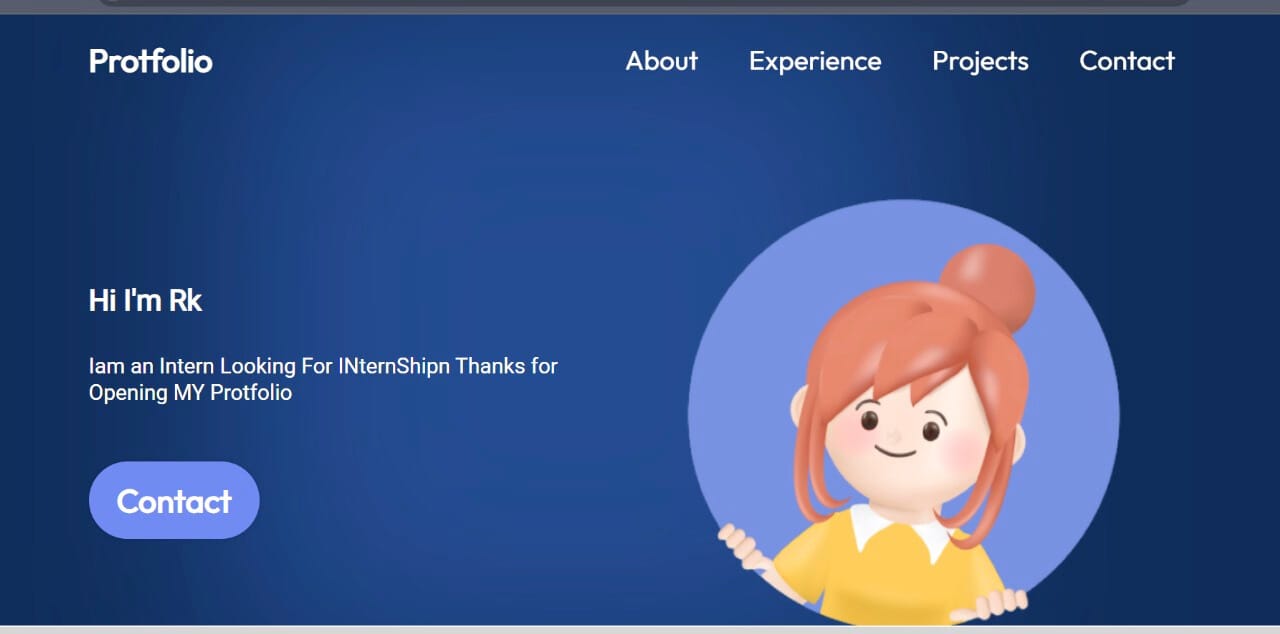 Protfolio
About Experience Projects Contact
Hi I'm Rk
Iam an Intern Looking For INternShipn Thanks for
Opening MY Protfolio
Contact